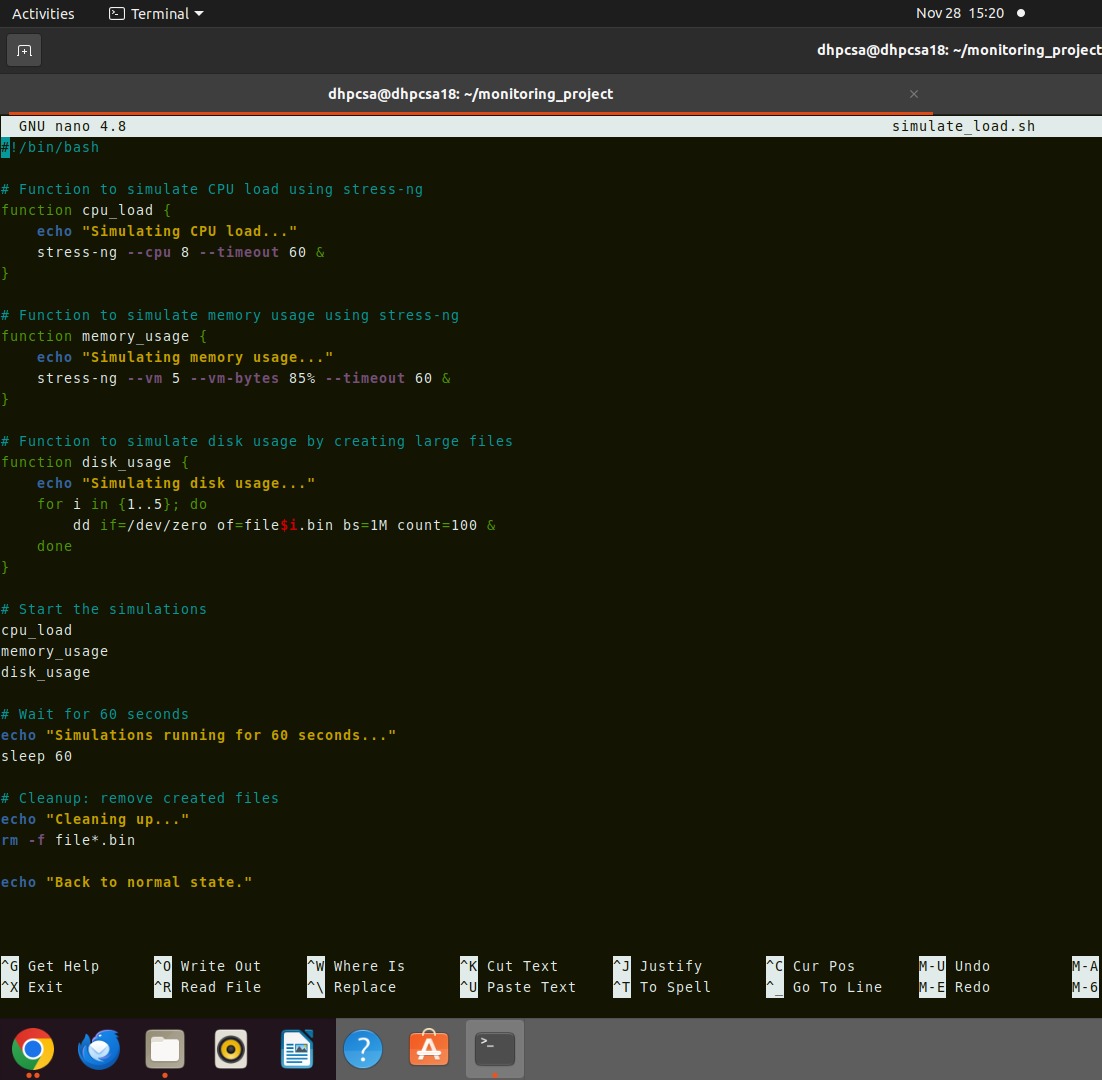 Activities Terminal Nov 28 15:20
dhpcsa@dhpcsa18: ~/monitoring_project
dhpcsa@dhpcsa18: ~/monitoring_project ×
GNU nano 4.8 simulate_load.sh
#!/bin/bash
# Function to simulate CPU load using stress-ng
function cpu_load {
    echo "Simulating CPU load..."
    stress-ng --cpu 8 --timeout 60 &
}
# Function to simulate memory usage using stress-ng
function memory_usage {
    echo "Simulating memory usage..."
    stress-ng --vm 5 --vm-bytes 85% --timeout 60 &
}
# Function to simulate disk usage by creating large files
function disk_usage {
    echo "Simulating disk usage..."
    for i in {1..5}; do
        dd if=/dev/zero of=file$i.bin bs=1M count=100 &
    done
}
# Start the simulations
cpu_load
memory_usage
disk_usage
# Wait for 60 seconds
echo "Simulations running for 60 seconds..."
sleep 60
# Cleanup: remove created files
echo "Cleaning up..."
rm -f file*.bin
echo "Back to normal state."
^G Get Help ^O Write Out ^W Where Is ^K Cut Text ^J Justify ^C Cur Pos M-U Undo M-A
^X Exit ^R Read File ^\ Replace ^U Paste Text ^T To Spell ^_ Go To Line M-E Redo M-6